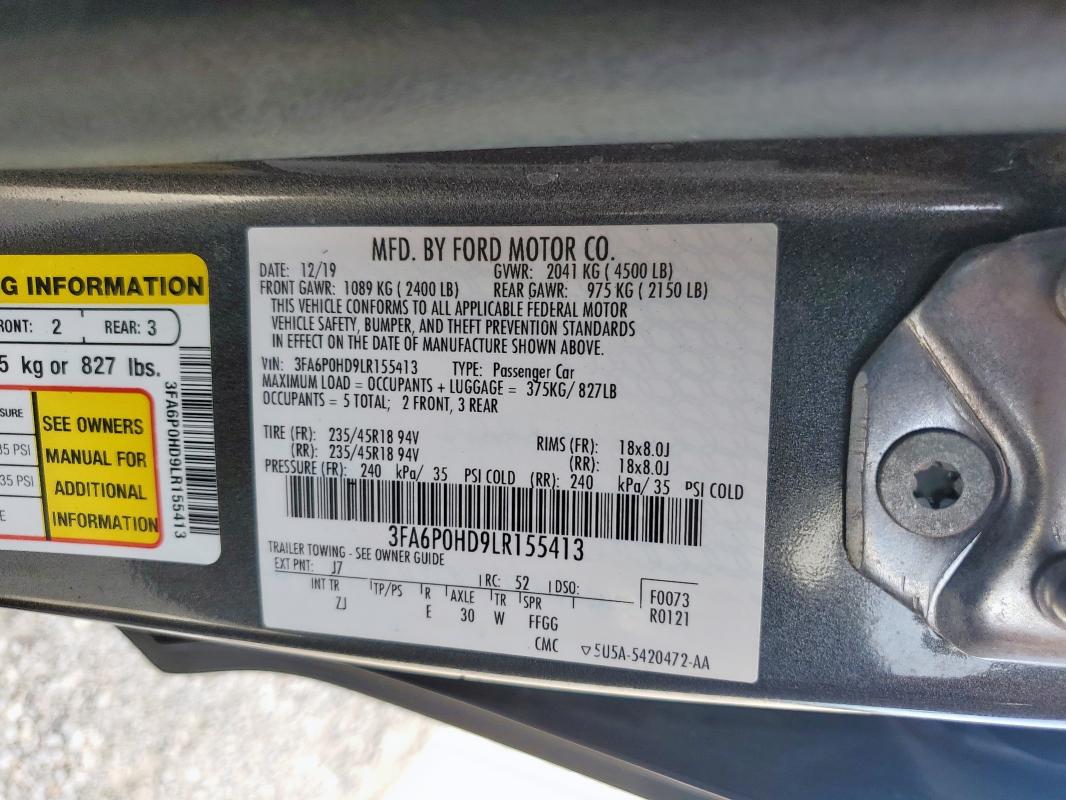 G INFORMATION
RONT: 2 REAR: 3
5 kg or 827 lbs.
SURE
35 PSI
35 PSI
E
SEE OWNERS
MANUAL FOR
ADDITIONAL
INFORMATION
3FA6P0HD9LR155413
MFD. BY FORD MOTOR CO.
DATE: 12/19 GVWR: 2041 KG ( 4500 LB)
FRONT GAWR: 1089 KG ( 2400 LB) REAR GAWR: 975 KG ( 2150 LB)
THIS VEHICLE CONFORMS TO ALL APPLICABLE FEDERAL MOTOR
VEHICLE SAFETY, BUMPER, AND THEFT PREVENTION STANDARDS
IN EFFECT ON THE DATE OF MANUFACTURE SHOWN ABOVE.
VIN: 3FA6P0HD9LR155413 TYPE: Passenger Car
MAXIMUM LOAD = OCCUPANTS + LUGGAGE = 375KG/ 827LB
OCCUPANTS = 5 TOTAL; 2 FRONT, 3 REAR
TIRE (FR): 235/45R18 94V RIMS (FR): 18x8.0J
(RR): 235/45R18 94V (RR): 18x8.0J
PRESSURE (FR): 240 kPa/ 35 PSI COLD (RR): 240 kPa/ 35 PSI COLD
3FA6P0HD9LR155413
TRAILER TOWING - SEE OWNER GUIDE
EXT PNT: J7 RC: 52 DSO: F0073
INT TR TP/PS R AXLE TR SPR R0121
ZJ E 30 W FFGG
CMC ▽5U5A-5420472-AA